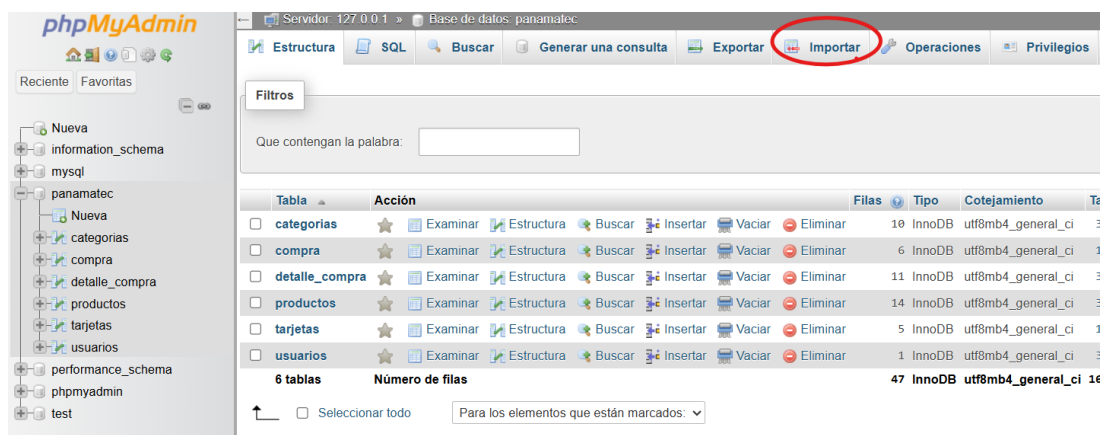 phpMyAdmin
Reciente Favoritas
Nueva
information_schema
mysql
panamatec
Nueva
categorias
compra
detalle_compra
productos
tarjetas
usuarios
performance_schema
phpmyadmin
test
Servidor: 127.0.0.1 » Base de datos: panamatec
Estructura SQL Buscar Generar una consulta Exportar Importar Operaciones Privilegios
Filtros
Que contengan la palabra:
Tabla Acción Filas Tipo Cotejamiento
categorias Examinar Estructura Buscar Insertar Vaciar Eliminar 10 InnoDB utf8mb4_general_ci
compra Examinar Estructura Buscar Insertar Vaciar Eliminar 6 InnoDB utf8mb4_general_ci
detalle_compra Examinar Estructura Buscar Insertar Vaciar Eliminar 11 InnoDB utf8mb4_general_ci
productos Examinar Estructura Buscar Insertar Vaciar Eliminar 14 InnoDB utf8mb4_general_ci
tarjetas Examinar Estructura Buscar Insertar Vaciar Eliminar 5 InnoDB utf8mb4_general_ci
usuarios Examinar Estructura Buscar Insertar Vaciar Eliminar 1 InnoDB utf8mb4_general_ci
6 tablas Número de filas 47 InnoDB utf8mb4_general_ci
Seleccionar todo Para los elementos que están marcados: